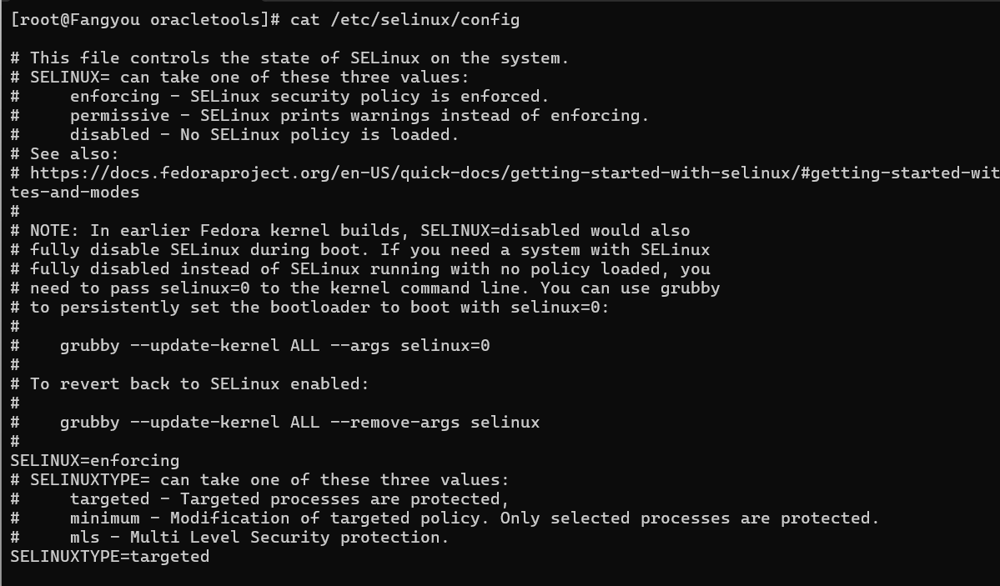 [root@Fangyou oracletools]# cat /etc/selinux/config

# This file controls the state of SELinux on the system.
# SELINUX= can take one of these three values:
#     enforcing - SELinux security policy is enforced.
#     permissive - SELinux prints warnings instead of enforcing.
#     disabled - No SELinux policy is loaded.
# See also:
# https://docs.fedoraproject.org/en-US/quick-docs/getting-started-with-selinux/#getting-started-wit
tes-and-modes
#
# NOTE: In earlier Fedora kernel builds, SELINUX=disabled would also
# fully disable SELinux during boot. If you need a system with SELinux
# fully disabled instead of SELinux running with no policy loaded, you
# need to pass selinux=0 to the kernel command line. You can use grubby
# to persistently set the bootloader to boot with selinux=0:
#
#    grubby --update-kernel ALL --args selinux=0
#
# To revert back to SELinux enabled:
#
#    grubby --update-kernel ALL --remove-args selinux
#
SELINUX=enforcing
# SELINUXTYPE= can take one of these three values:
#     targeted - Targeted processes are protected,
#     minimum - Modification of targeted policy. Only selected processes are protected.
#     mls - Multi Level Security protection.
SELINUXTYPE=targeted